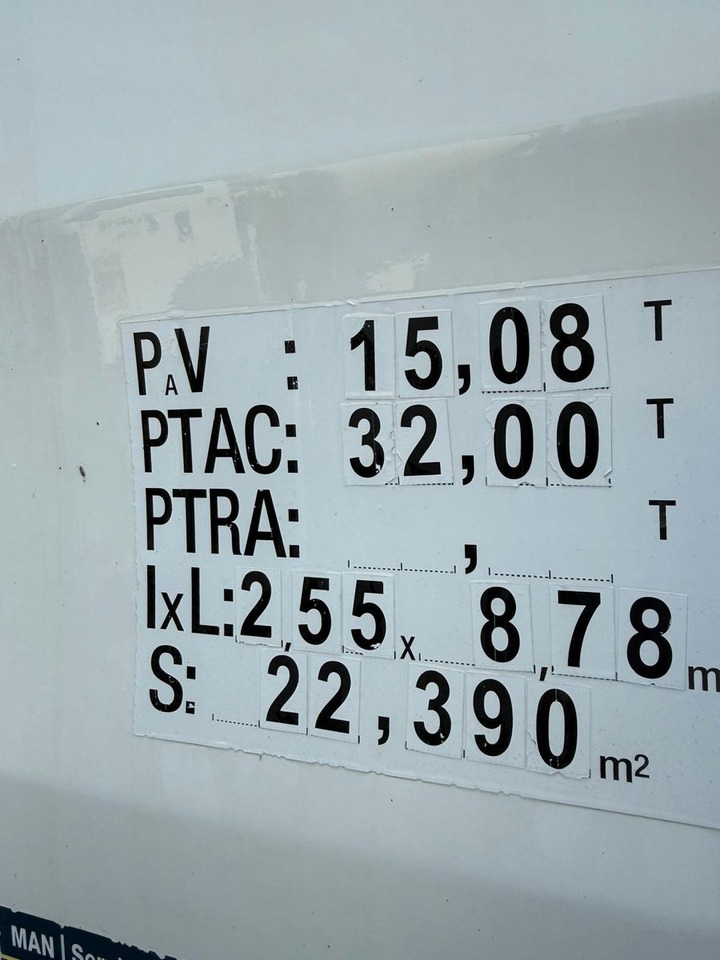 PAV : 15,08 T
PTAC: 32,00 T
PTRA: , T
lxL: 2,55 x 8,78 m
S: 22,390 m²
MAN